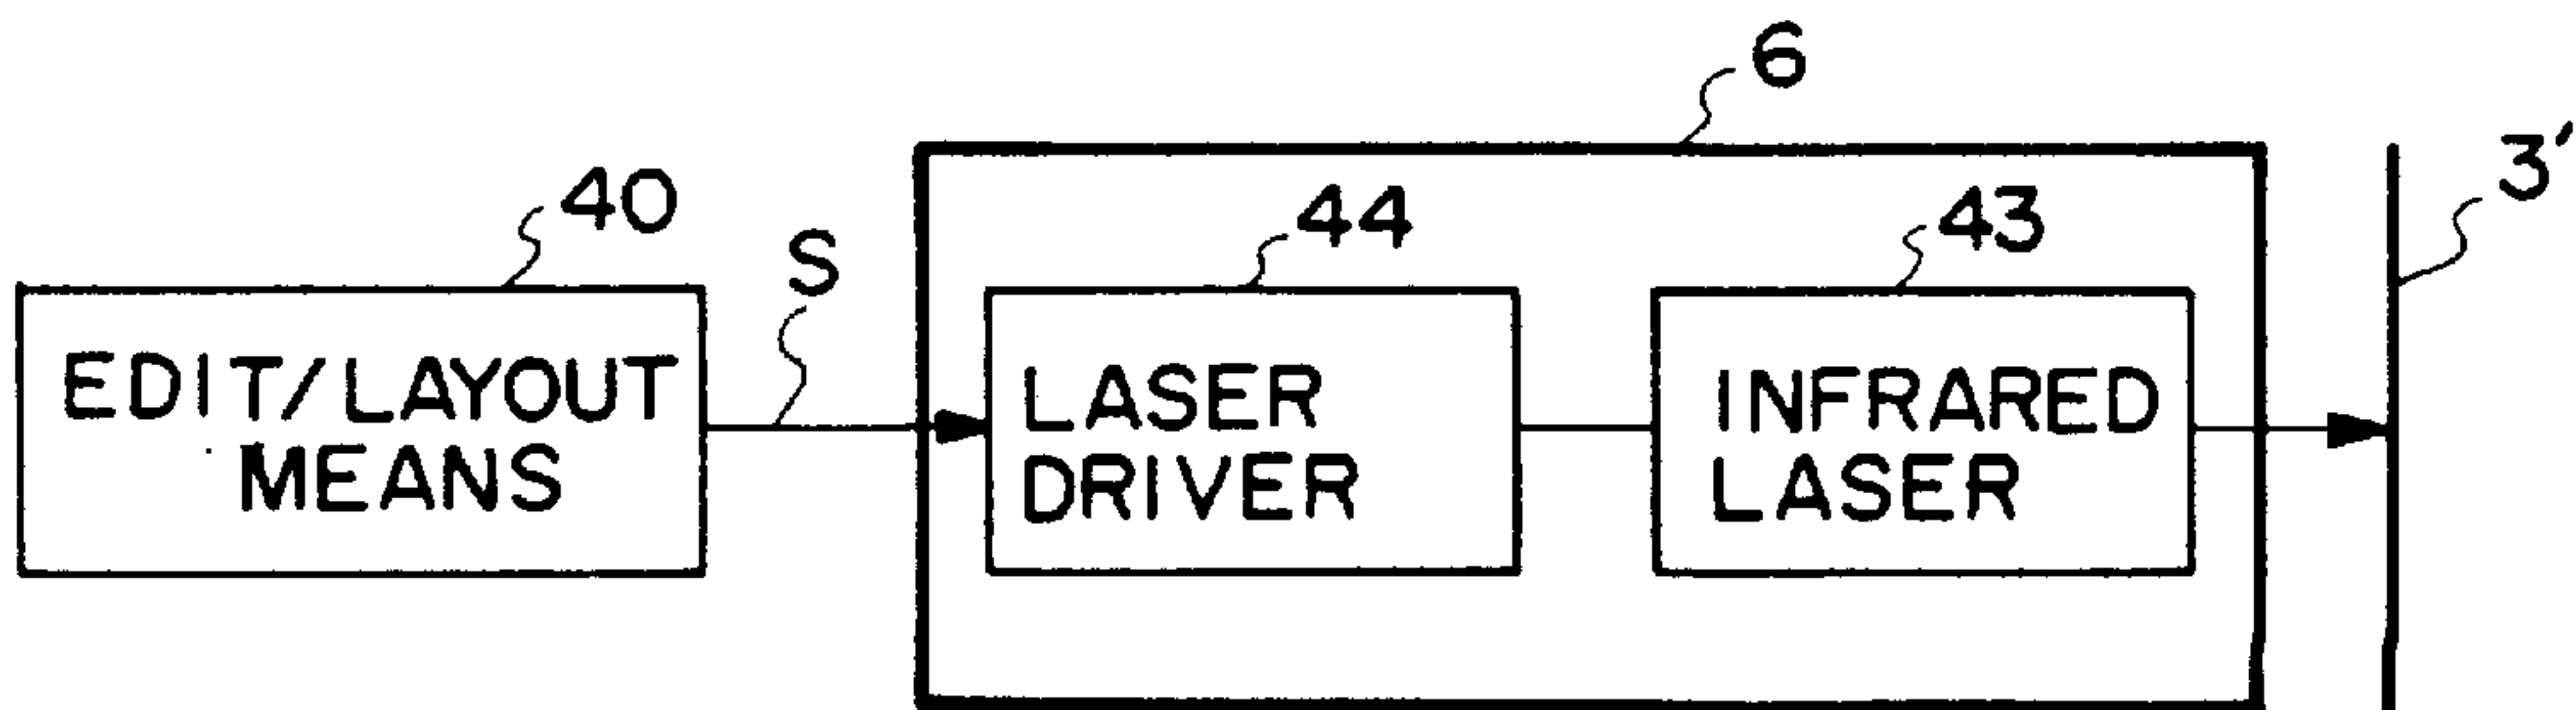 6
3'
40
S
44
43
EDIT/LAYOUT
MEANS
LASER
DRIVER
INFRARED
LASER